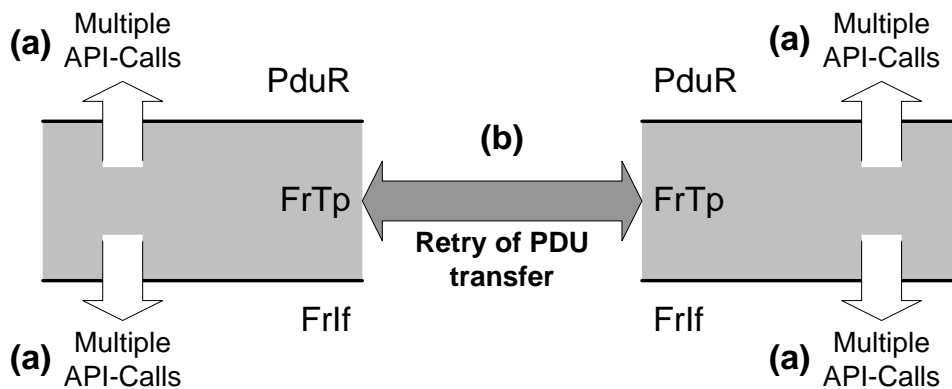 (a) Multiple
API-Calls
(a) Multiple
API-Calls
PduR
PduR
(b)
FrTp
FrTp
Retry of PDU
transfer
FrIf
FrIf
(a) Multiple
API-Calls
(a) Multiple
API-Calls